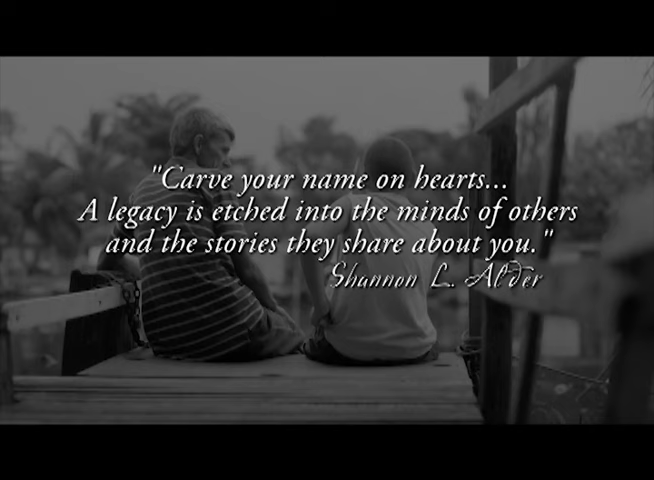 "Carve your name on hearts...
A legacy is etched into the minds of others
and the stories they share about you."
Shannon L. Alder